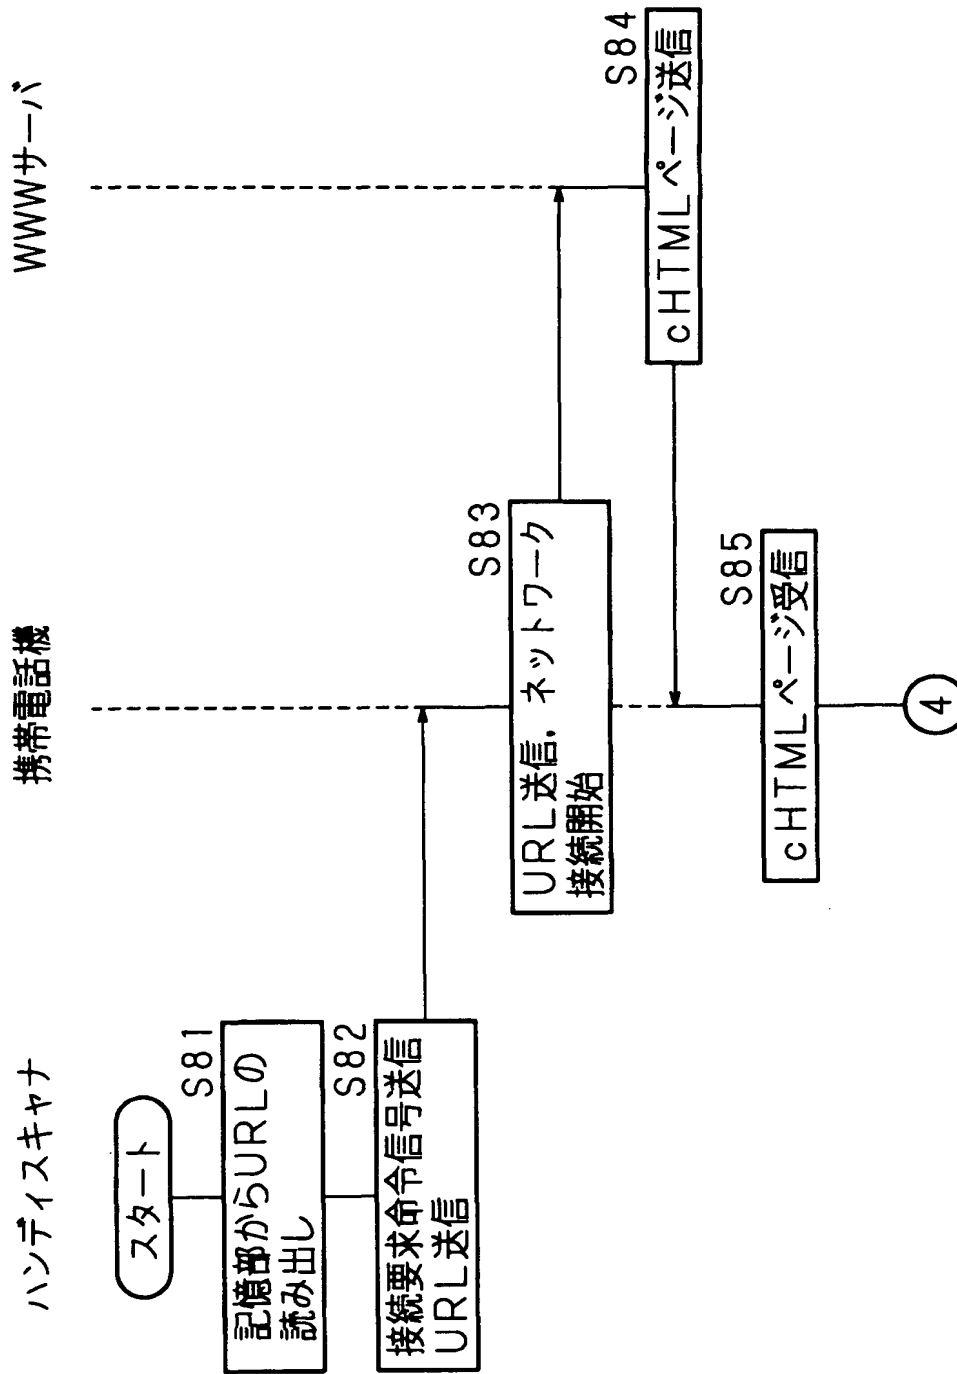 ハンディスキャナ
携帯電話機
WWWサーバ
スタート
S81
記憶部からURLの
読み出し
S82
接続要求命令信号送信
URL送信
S83
URL送信，ネットワーク
接続開始
S84
cHTMLページ送信
S85
cHTMLページ受信
4